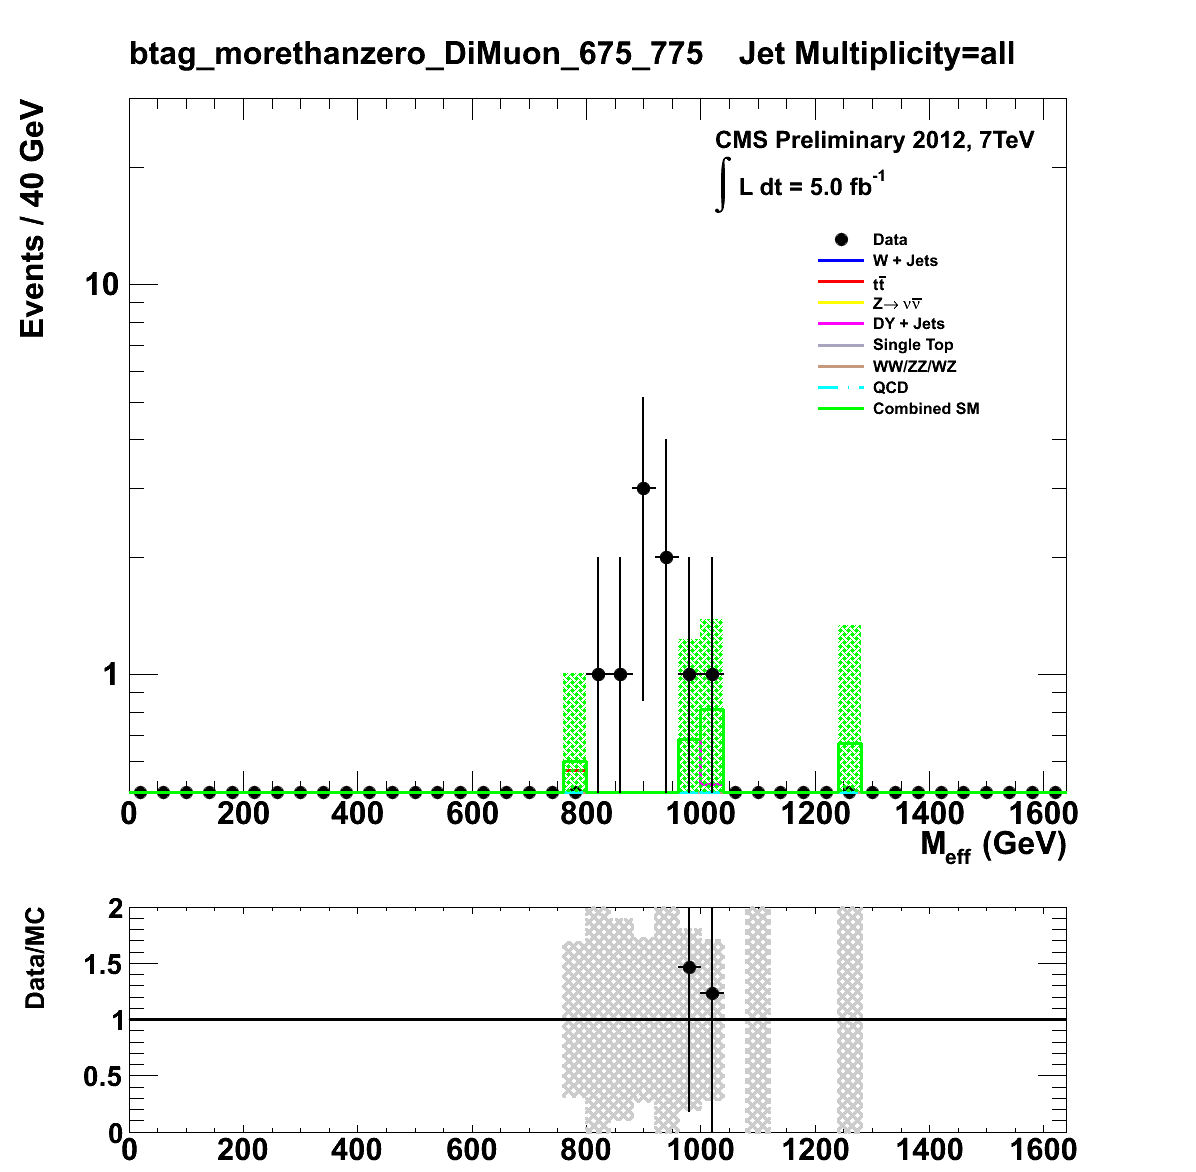 btag_morethanzero_DiMuon_675_775 Jet Multiplicity=all
Events / 40 GeV
CMS Preliminary 2012, 7TeV
∫ L dt = 5.0 fb⁻¹
Data
W + Jets
tt̅
Z→ νν̅
DY + Jets
Single Top
WW/ZZ/WZ
QCD
Combined SM
10
1
0 200 400 600 800 1000 1200 1400 1600
M_eff (GeV)
Data/MC
2
1.5
1
0.5
0
0 200 400 600 800 1000 1200 1400 1600